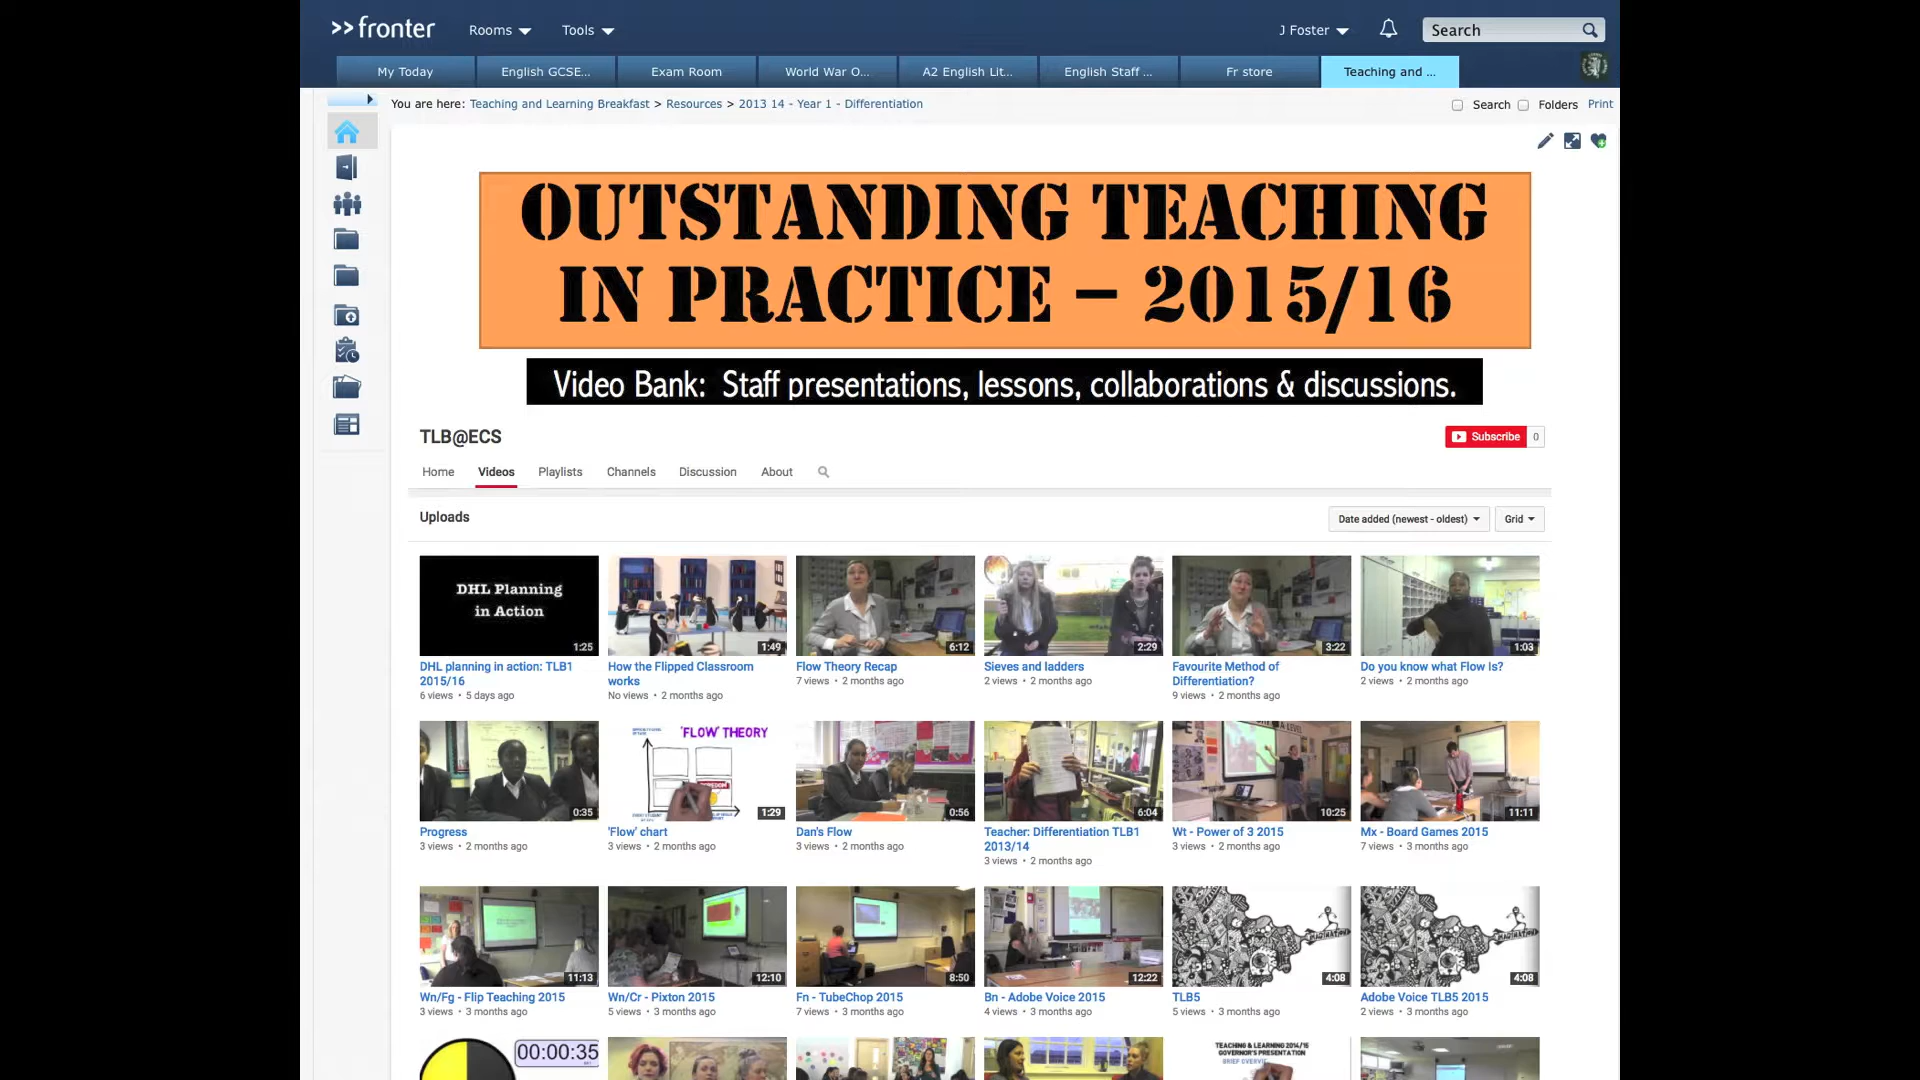 >>fronter
Rooms
Tools
J Foster
Search
My Today
English GCSE...
Exam Room
World War O...
A2 English Lit...
English Staff ...
Fr store
Teaching and ...
You are here: Teaching and Learning Breakfast > Resources > 2013 14 - Year 1 - Differentiation
Search
Folders
Print
OUTSTANDING TEACHING
IN PRACTICE – 2015/16
Video Bank: Staff presentations, lessons, collaborations & discussions.
TLB@ECS
Subscribe 0
Home
Videos
Playlists
Channels
Discussion
About
Uploads
Date added (newest - oldest)
Grid
DHL Planning
in Action
1:25
1:49
6:12
2:29
3:22
1:03
DHL planning in action: TLB1
2015/16
6 views • 5 days ago
How the Flipped Classroom
works
No views • 2 months ago
Flow Theory Recap
7 views • 2 months ago
Sieves and ladders
2 views • 2 months ago
Favourite Method of
Differentiation?
9 views • 2 months ago
Do you know what Flow Is?
2 views • 2 months ago
'FLOW' THEORY
0:35
1:29
0:56
6:04
10:25
11:11
Progress
3 views • 2 months ago
'Flow' chart
3 views • 2 months ago
Dan's Flow
3 views • 2 months ago
Teacher: Differentiation TLB1
2013/14
3 views • 2 months ago
Wt - Power of 3 2015
3 views • 2 months ago
Mx - Board Games 2015
7 views • 3 months ago
11:13
12:10
8:50
12:22
4:08
4:08
Wn/Fg - Flip Teaching 2015
3 views • 3 months ago
Wn/Cr - Pixton 2015
5 views • 3 months ago
Fn - TubeChop 2015
7 views • 3 months ago
Bn - Adobe Voice 2015
4 views • 3 months ago
TLB5
5 views • 3 months ago
Adobe Voice TLB5 2015
2 views • 3 months ago
00:00:35
TEACHING & LEARNING 2014/15
GOVERNOR'S PRESENTATION